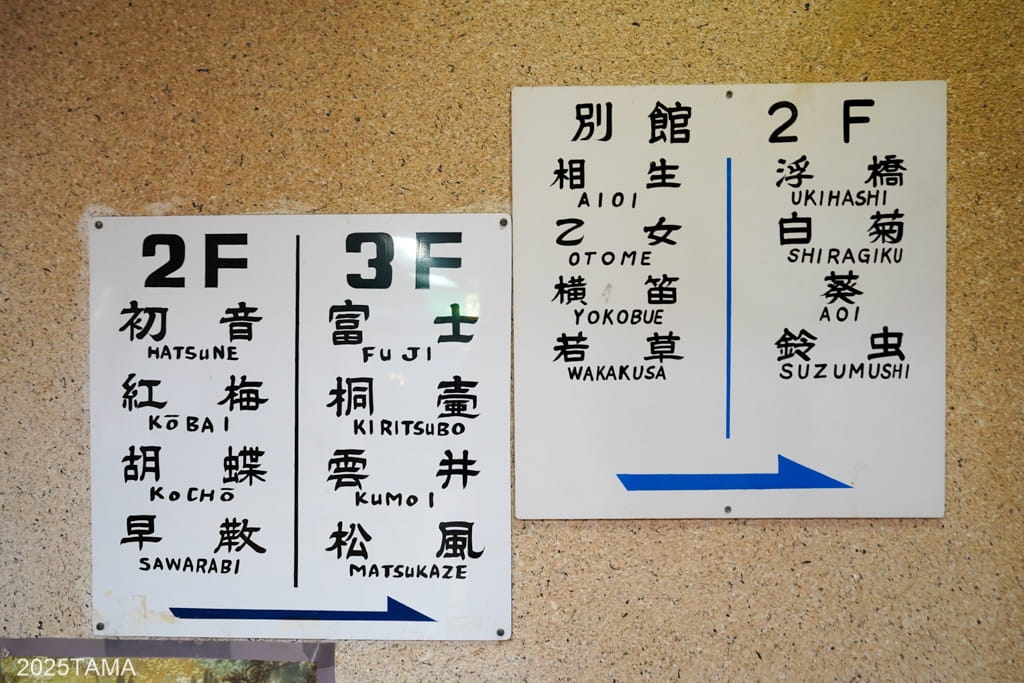 2F
初音
HATSUNE
紅梅
KŌBAI
胡蝶
KOCHŌ
早蕨
SAWARABI
3F
富士
FUJI
桐壷
KIRITSUBO
雲井
KUMOI
松風
MATSUKAZE
別館 2F
相生
AIOI
乙女
OTOME
横笛
YOKOBUE
若草
WAKAKUSA
浮橋
UKIHASHI
白菊
SHIRAGIKU
葵
AOI
鈴虫
SUZUMUSHI
2025TAMA